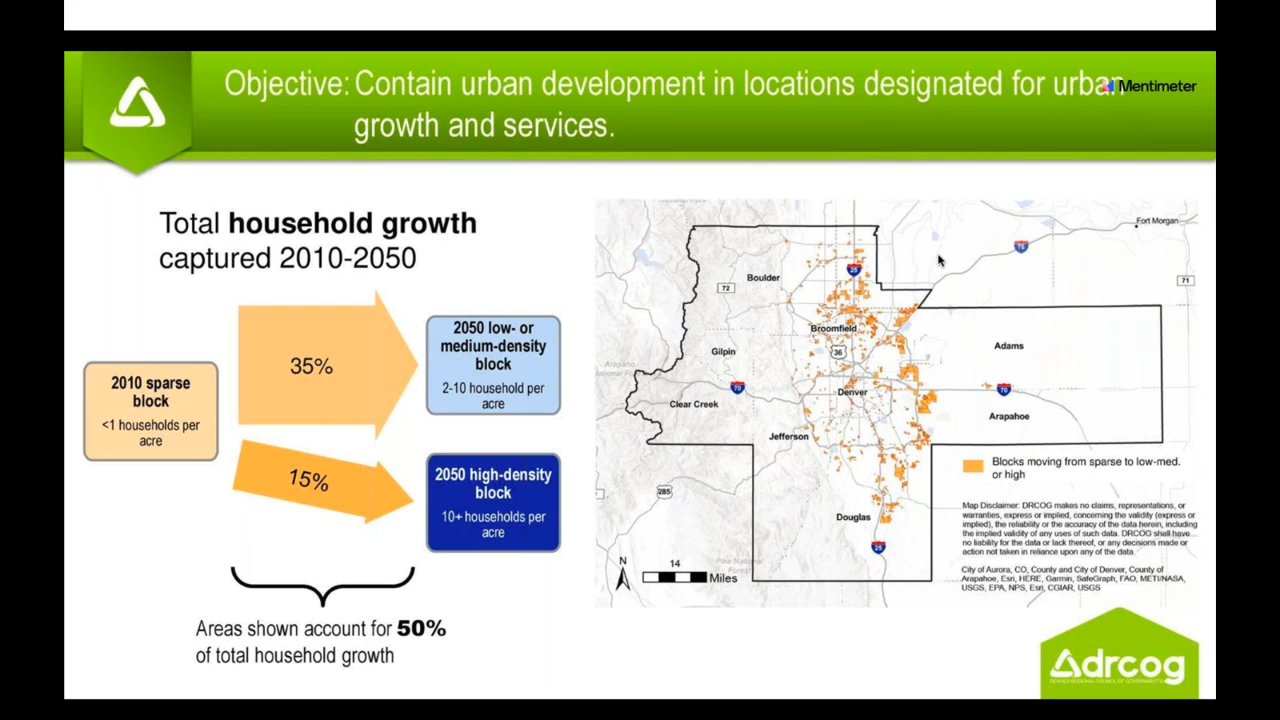 Objective: Contain urban development in locations designated for urban
growth and services.
Mentimeter
Total household growth
captured 2010-2050
2010 sparse
block
<1 households per
acre
35%
15%
2050 low- or
medium-density
block
2-10 household per
acre
2050 high-density
block
10+ households per
acre
Areas shown account for 50%
of total household growth
Fort Morgan
76
71
25
Boulder
72
Broomfield
36
Adams
Gilpin
Arapaho
National Fo
70
Denver
70
Clear Creek
Arapahoe
Jefferson
Blocks moving from sparse to low-med.
or high
285
Douglas
25
Map Disclaimer: DRCOG makes no claims, representations, or
warranties, express or implied, concerning the validity (express or
implied), the reliability or the accuracy of the data herein, including
the implied validity of any uses of such data. DRCOG shall have
no liability for the data or lack thereof, or any decisions made or
action not taken in reliance upon any of the data.
Pike National
Forest
N
14
Miles
City of Aurora, CO, County and City of Denver, County of
Arapahoe, Esri, HERE, Garmin, SafeGraph, FAO, METI/NASA,
USGS, EPA, NPS, Esri, CGIAR, USGS
drcog
DENVER REGIONAL COUNCIL OF GOVERNMENTS